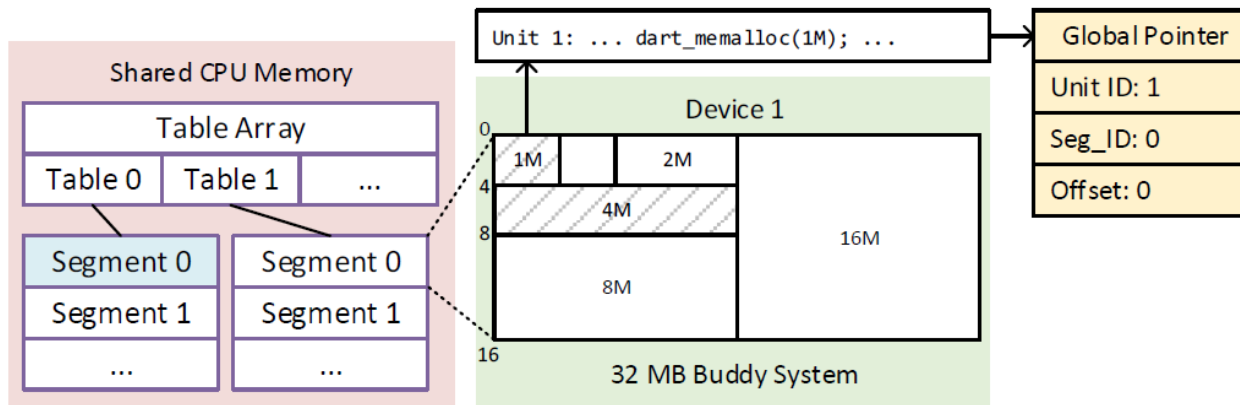 Shared CPU Memory
Table Array
Table 0
Table 1
...
Segment 0
Segment 1
...
Segment 0
Segment 1
...
Unit 1: ... dart_memalloc(1M); ...
Device 1
0
4
8
16
1M
2M
4M
8M
16M
32 MB Buddy System
Global Pointer
Unit ID: 1
Seg_ID: 0
Offset: 0